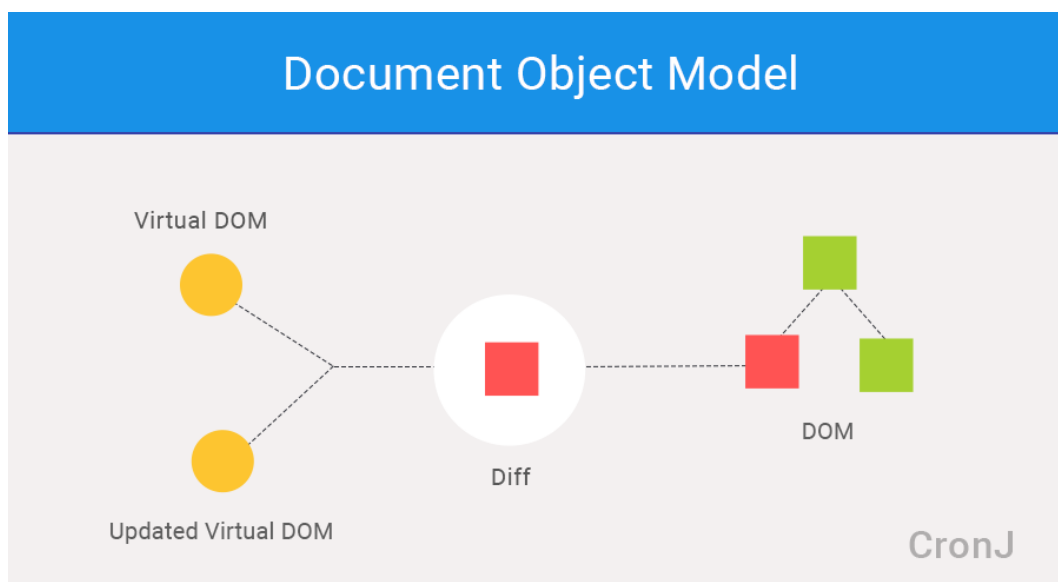 Document Object Model
Virtual DOM
Updated Virtual DOM
Diff
DOM
CronJ